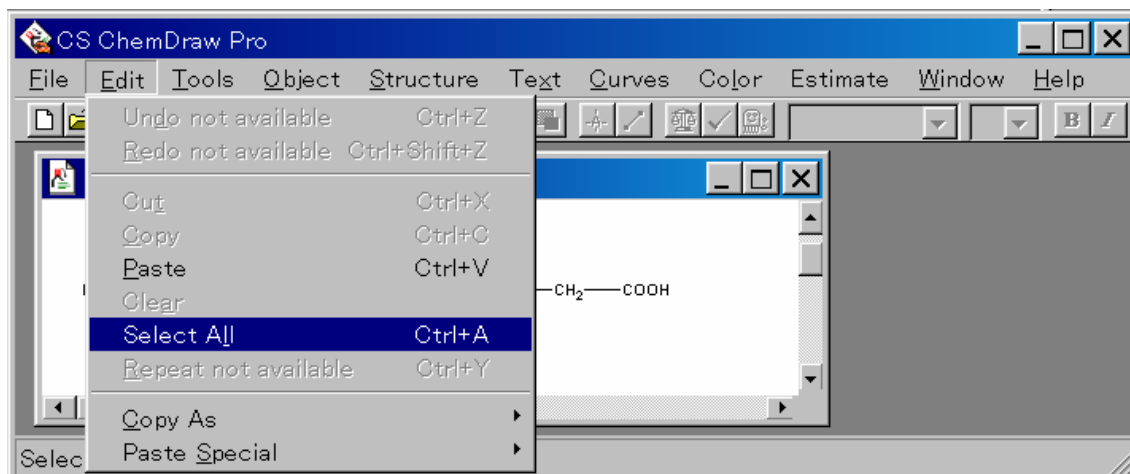 CS ChemDraw Pro
File Edit Tools Object Structure Text Curves Color Estimate Window Help
B I
Undo not available Ctrl+Z
Redo not available Ctrl+Shift+Z
Cut Ctrl+X
Copy Ctrl+C
Paste Ctrl+V
Clear
—CH₂—COOH
Select All Ctrl+A
Repeat not available Ctrl+Y
Copy As
Paste Special
Selec